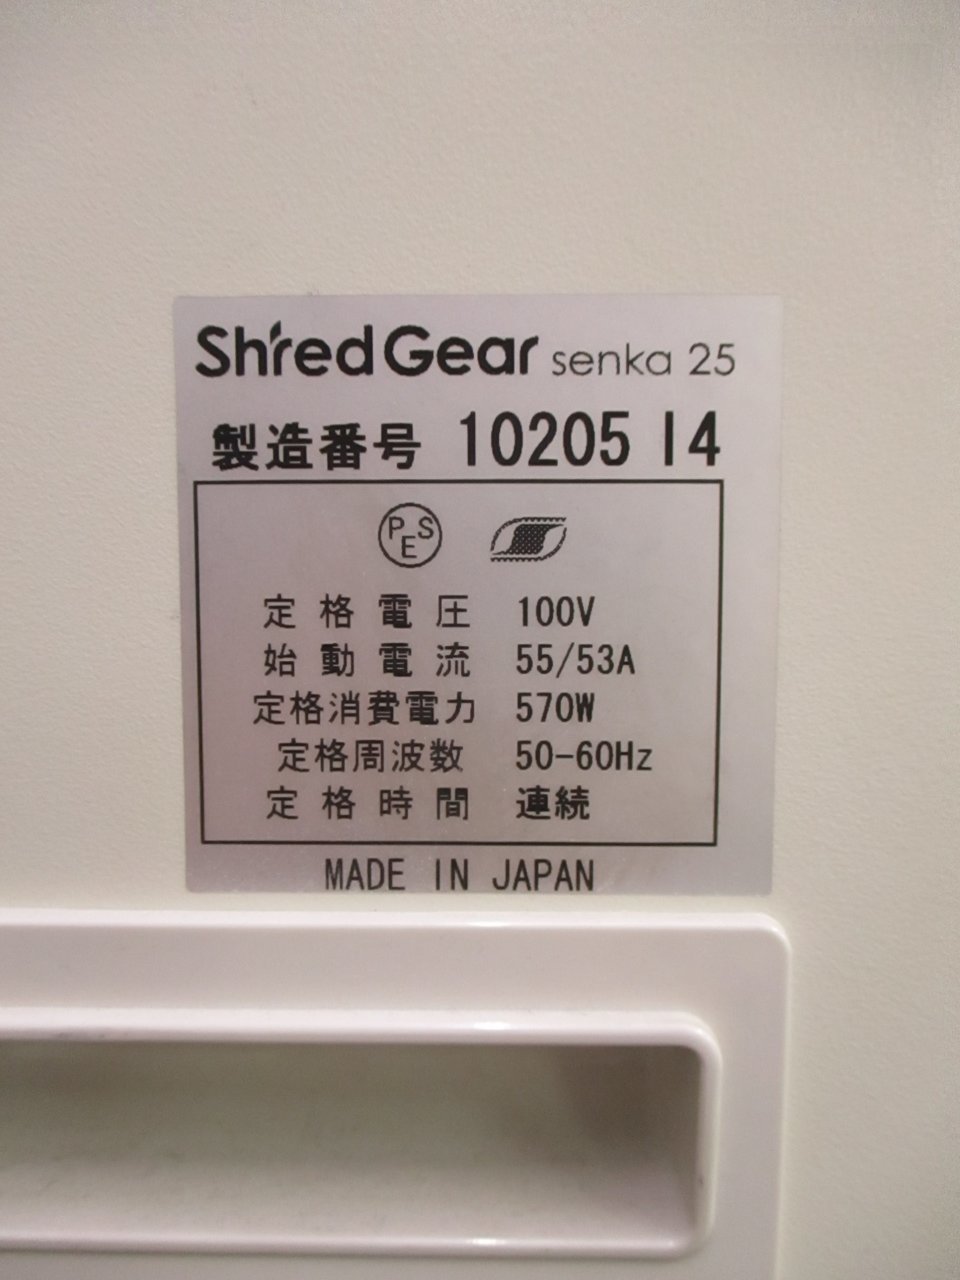 ShredGear senka 25
製造番号 10205 14
PSE
定格電圧 100V
始動電流 55/53A
定格消費電力 570W
定格周波数 50-60Hz
定格時間 連続
MADE IN JAPAN